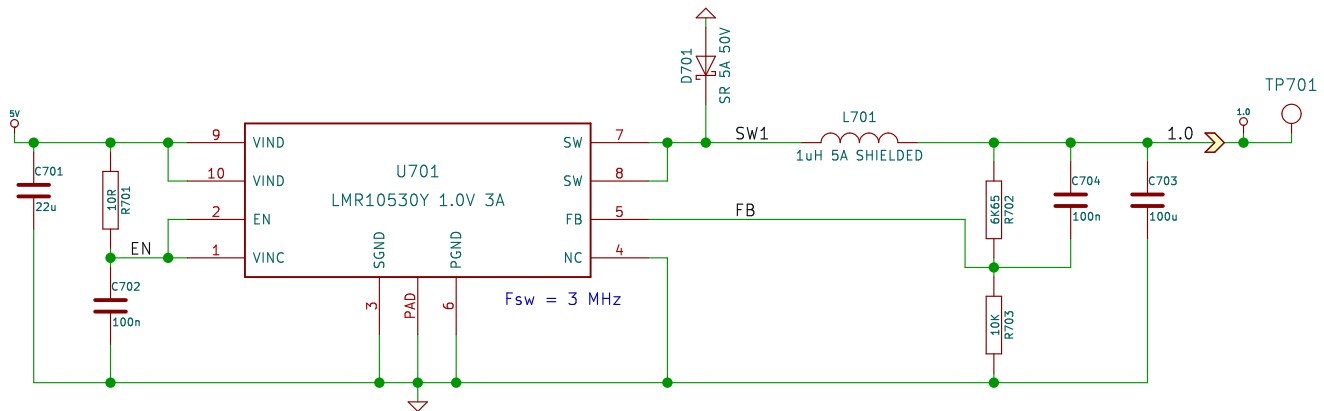 D701
SR 5A 50V
TP701
5V
1.0
1.0
L701
SW1
1uH 5A SHIELDED
9
VIND
SW
7
10
VIND
SW
8
2
EN
FB
5
1
VINC
NC
4
U701
LMR10530Y 1.0V 3A
SGND
PGND
3
PAD
6
Fsw = 3 MHz
C701
22u
10R
R701
EN
C702
100n
FB
6K65
R702
C704
100n
C703
100u
10K
R703